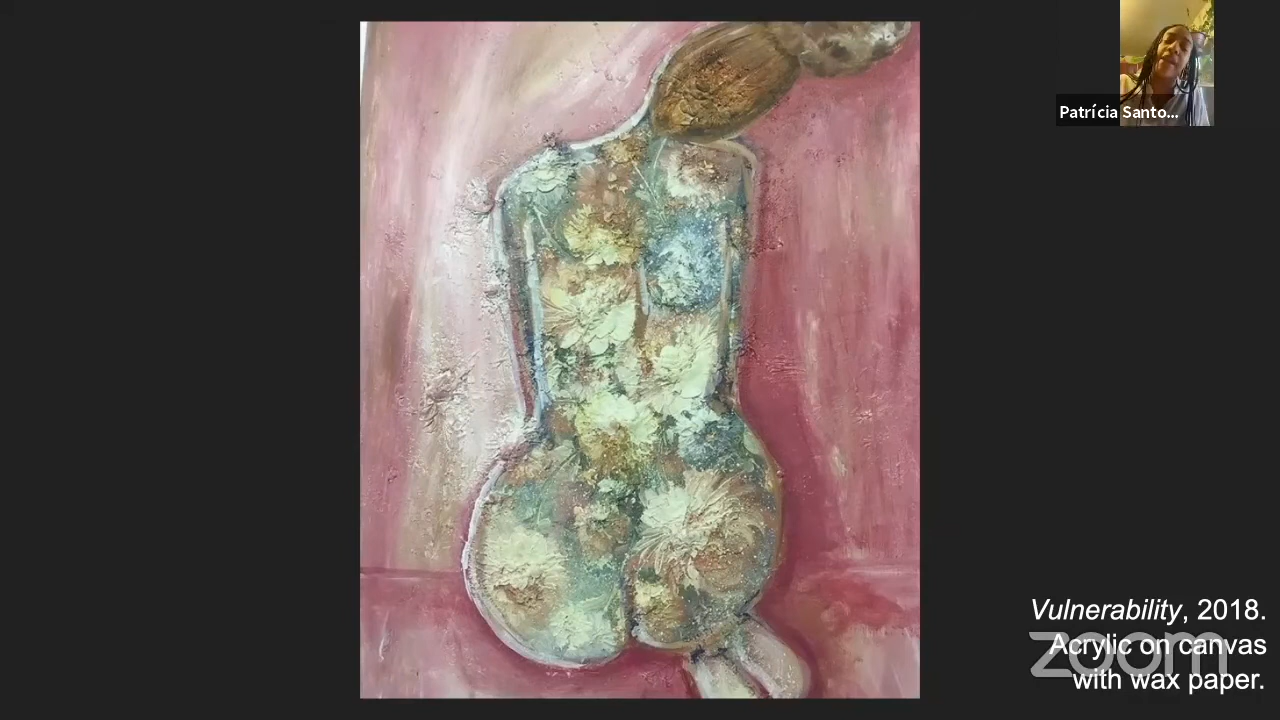 Patrícia Santo...
Vulnerability, 2018.
Acrylic on canvas
with wax paper.
zoom